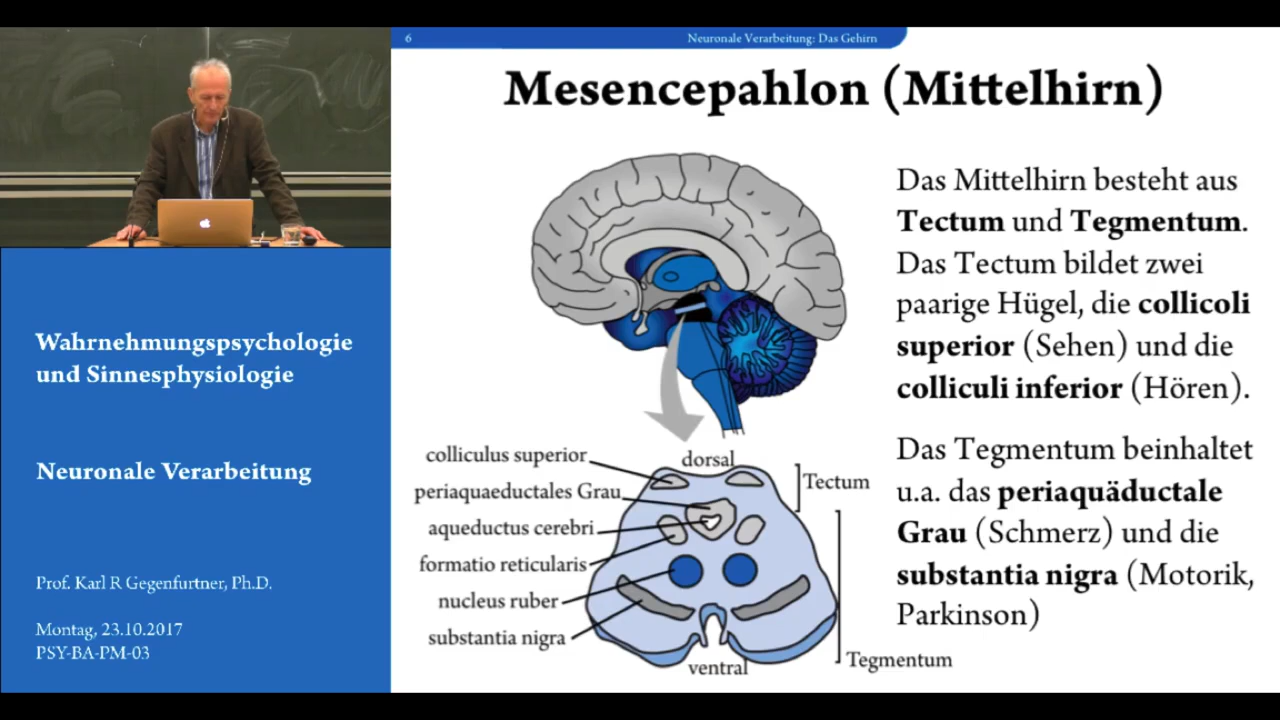 6
Neuronale Verarbeitung: Das Gehirn
Mesencepahlon (Mittelhirn)
Das Mittelhirn besteht aus
Tectum und Tegmentum.
Das Tectum bildet zwei
paarige Hügel, die collicoli
superior (Sehen) und die
colliculi inferior (Hören).
Das Tegmentum beinhaltet
u.a. das periaquäductale
Grau (Schmerz) und die
substantia nigra (Motorik,
Parkinson)
colliculus superior
periaquaeductales Grau
aqueductus cerebri
formatio reticularis
nucleus ruber
substantia nigra
dorsal
Tectum
ventral
Tegmentum
Wahrnehmungspsychologie
und Sinnesphysiologie
Neuronale Verarbeitung
Prof. Karl R Gegenfurtner, Ph.D.
Montag, 23.10.2017
PSY-BA-PM-03